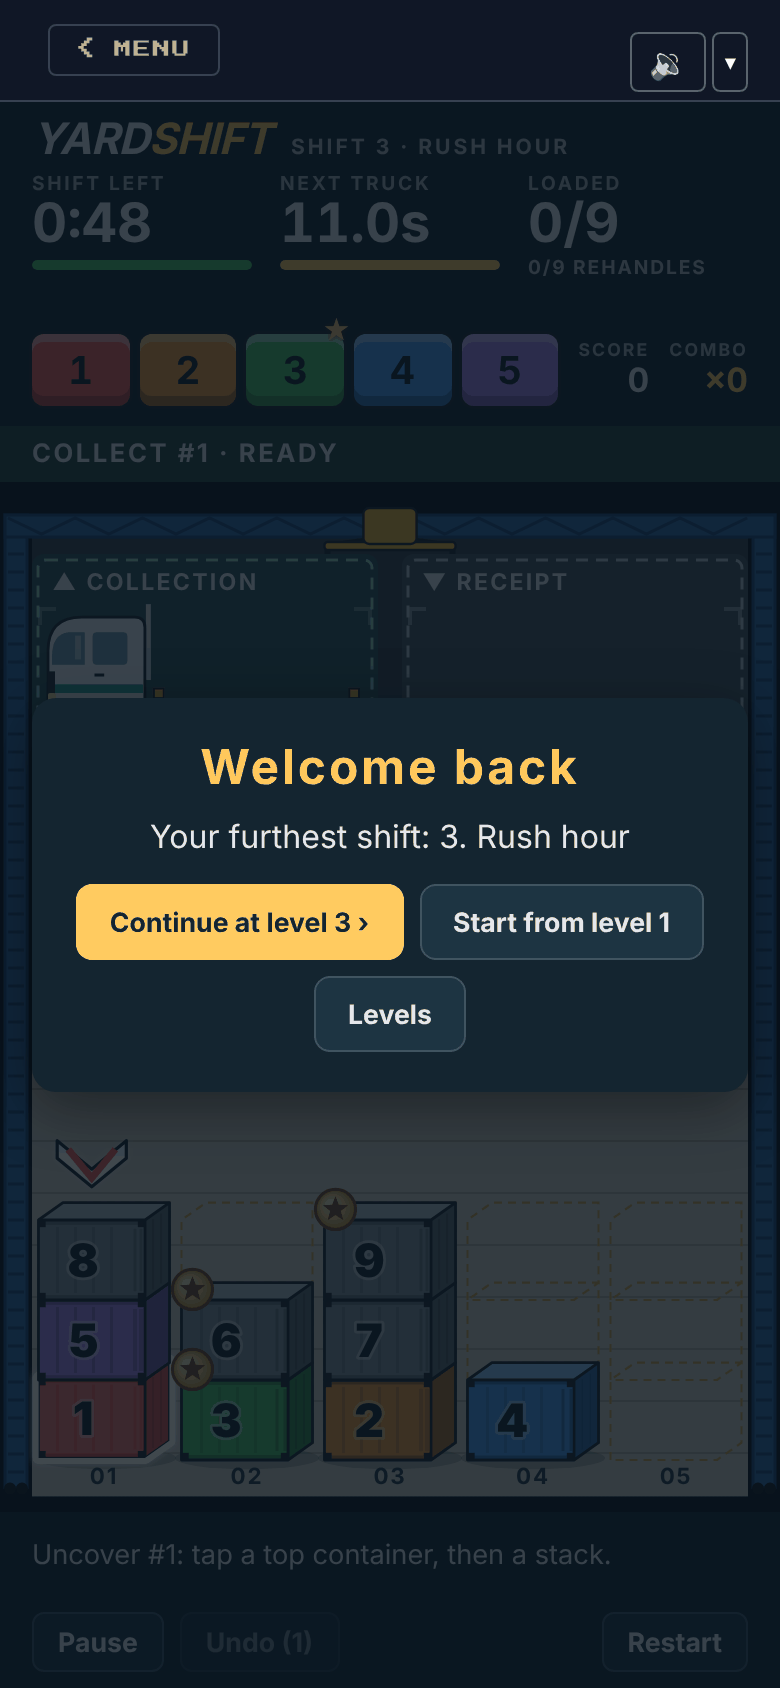 MENU
YARDSHIFT SHIFT 3 · RUSH HOUR
SHIFT LEFT NEXT TRUCK LOADED
0:48 11.0s 0/9
0/9 REHANDLES
1 2 3 4 5
SCORE COMBO
0 ×0
COLLECT #1 · READY
▲ COLLECTION ▼ RECEIPT
Welcome back
Your furthest shift: 3. Rush hour
Continue at level 3 › Start from level 1
Levels
8 9
5 6 7
1 3 2 4
01 02 03 04 05
Uncover #1: tap a top container, then a stack.
Pause Undo (1) Restart